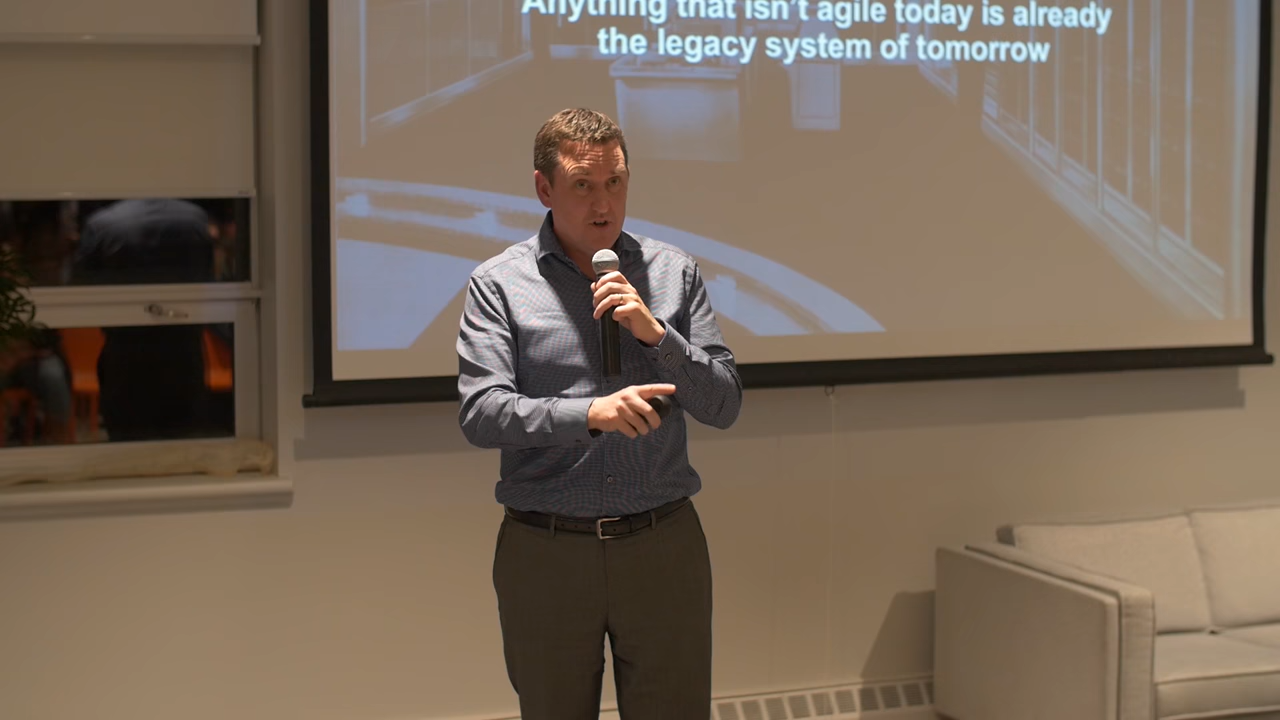 Anything that isn't agile today is already
the legacy system of tomorrow